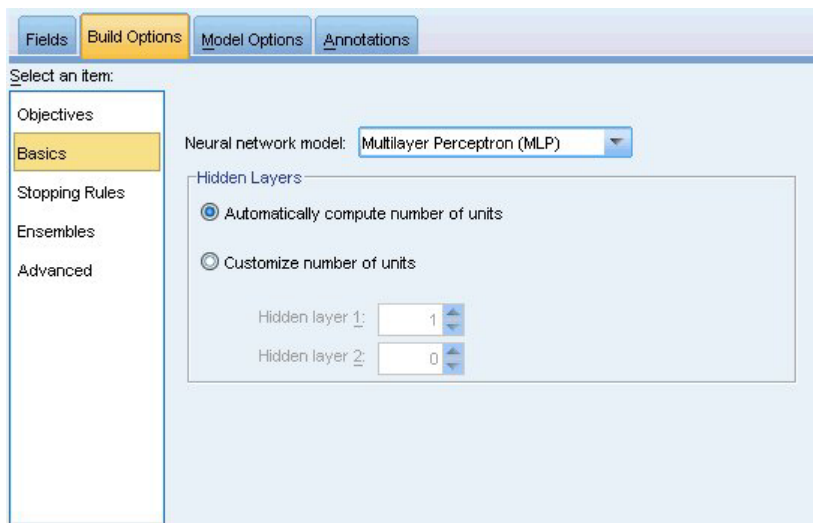 Fields Build Options Model Options Annotations
Select an item:
Objectives
Basics
Stopping Rules
Ensembles
Advanced
Neural network model: Multilayer Perceptron (MLP)
Hidden Layers
Automatically compute number of units
Customize number of units
Hidden layer 1: 1
Hidden layer 2: 0